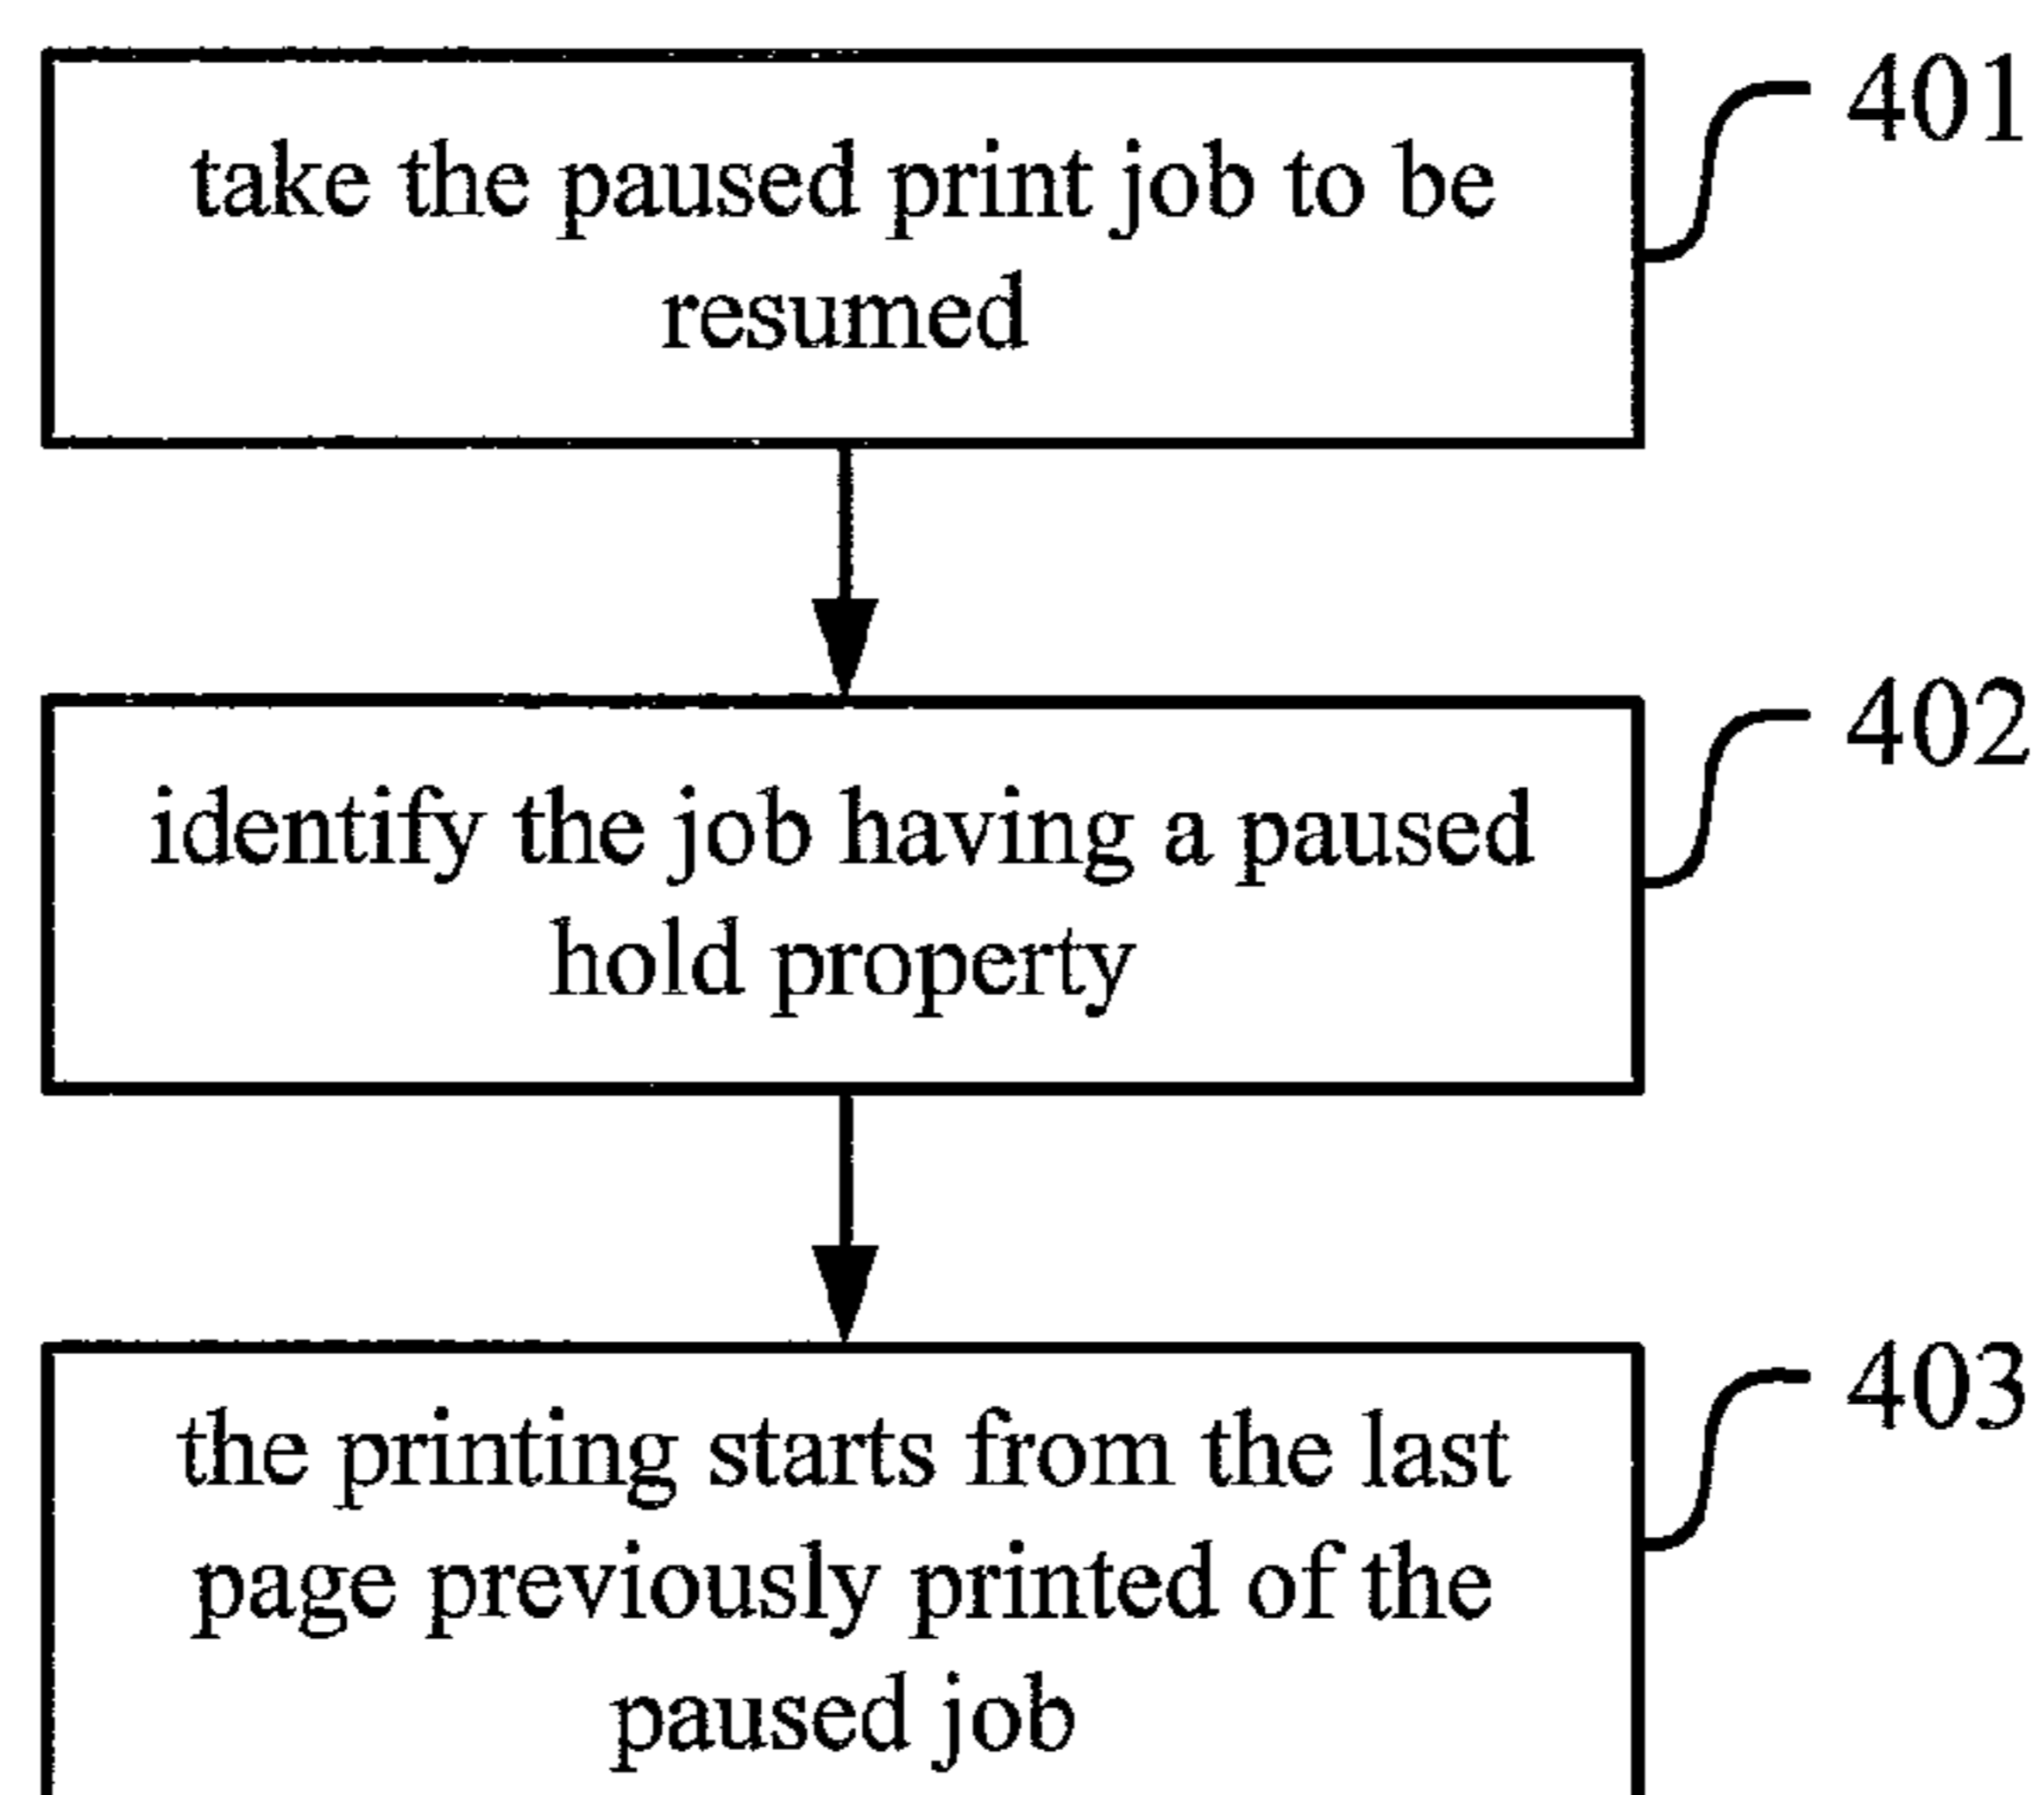 401
take the paused print job to be
resumed
402
identify the job having a paused
hold property
403
the printing starts from the last
page previously printed of the
paused job